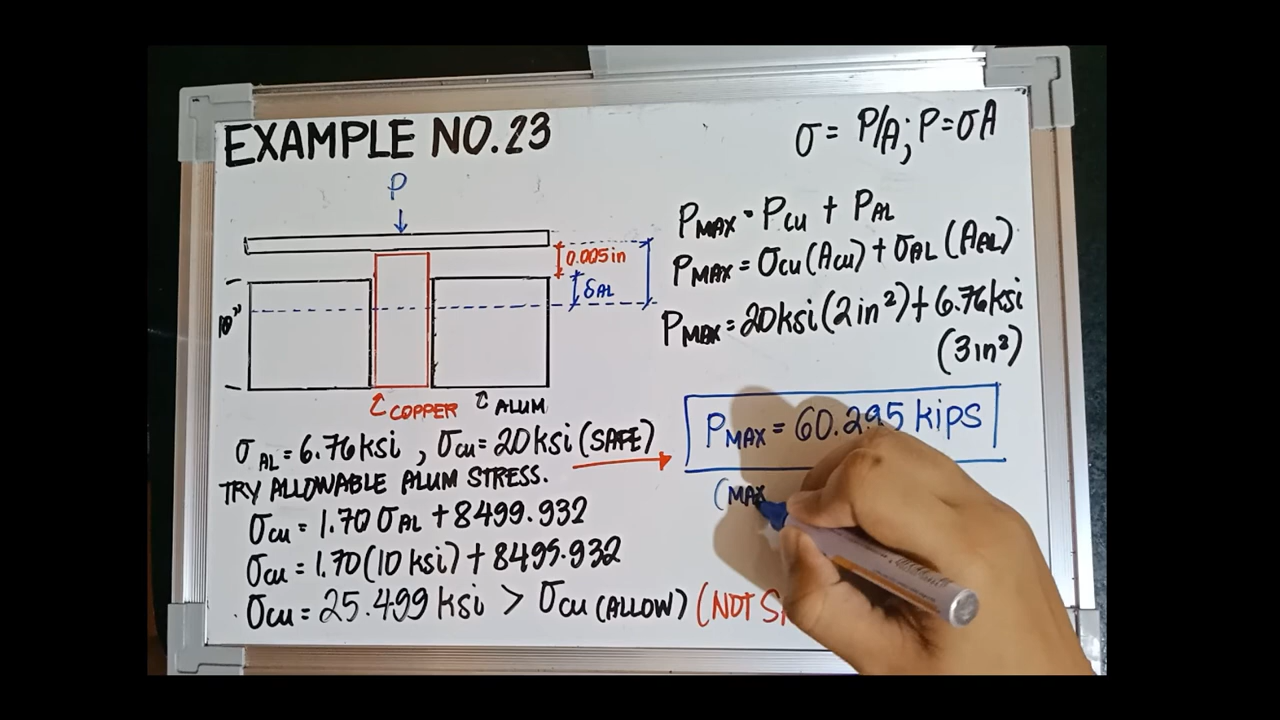 EXAMPLE NO.23
σ = P/A; P=σA
P
0.005in
δAL
10"
COPPER
ALUM
PMAX = PCU + PAL
PMAX = σCU(ACU) + σAL(AAL)
PMAX = 20ksi(2in²) + 6.76ksi
(3in²)
PMAX = 60.295 kips
(MAX
σAL = 6.76ksi , σCU = 20ksi (SAFE)
TRY ALLOWABLE ALUM STRESS.
σCU = 1.70 σAL + 8499.932
σCU = 1.70(10 ksi) + 8499.932
σCU = 25.499 ksi > σCU (ALLOW) (NOT